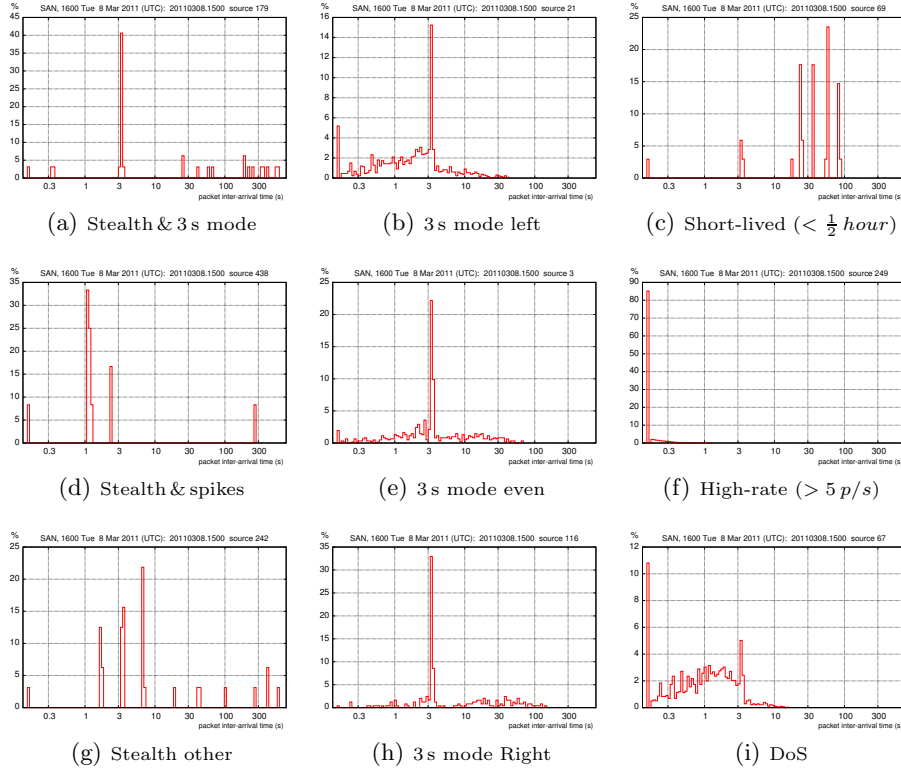 SAN, 1600 Tue 8 Mar 2011 (UTC): 20110308.1500 source 179
%
45
40
35
30
25
20
15
10
5
0
0.3 1 3 10 30 100 300
packet inter-arrival time (s)
(a) Stealth & 3 s mode
SAN, 1600 Tue 8 Mar 2011 (UTC): 20110308.1500 source 21
%
16
14
12
10
8
6
4
2
0
0.3 1 3 10 30 100 300
packet inter-arrival time (s)
(b) 3 s mode left
SAN, 1600 Tue 8 Mar 2011 (UTC): 20110308.1500 source 69
%
25
20
15
10
5
0
0.3 1 3 10 30 100 300
packet inter-arrival time (s)
(c) Short-lived (< 1/2 hour)
SAN, 1600 Tue 8 Mar 2011 (UTC): 20110308.1500 source 438
%
35
30
25
20
15
10
5
0
0.3 1 3 10 30 100 300
packet inter-arrival time (s)
(d) Stealth & spikes
SAN, 1600 Tue 8 Mar 2011 (UTC): 20110308.1500 source 3
%
25
20
15
10
5
0
0.3 1 3 10 30 100 300
packet inter-arrival time (s)
(e) 3 s mode even
SAN, 1600 Tue 8 Mar 2011 (UTC): 20110308.1500 source 249
%
90
80
70
60
50
40
30
20
10
0
0.3 1 3 10 30 100 300
packet inter-arrival time (s)
(f) High-rate (> 5 p/s)
SAN, 1600 Tue 8 Mar 2011 (UTC): 20110308.1500 source 242
%
25
20
15
10
5
0
0.3 1 3 10 30 100 300
packet inter-arrival time (s)
(g) Stealth other
SAN, 1600 Tue 8 Mar 2011 (UTC): 20110308.1500 source 116
%
35
30
25
20
15
10
5
0
0.3 1 3 10 30 100 300
packet inter-arrival time (s)
(h) 3 s mode Right
SAN, 1600 Tue 8 Mar 2011 (UTC): 20110308.1500 source 67
%
12
10
8
6
4
2
0
0.3 1 3 10 30 100 300
packet inter-arrival time (s)
(i) DoS